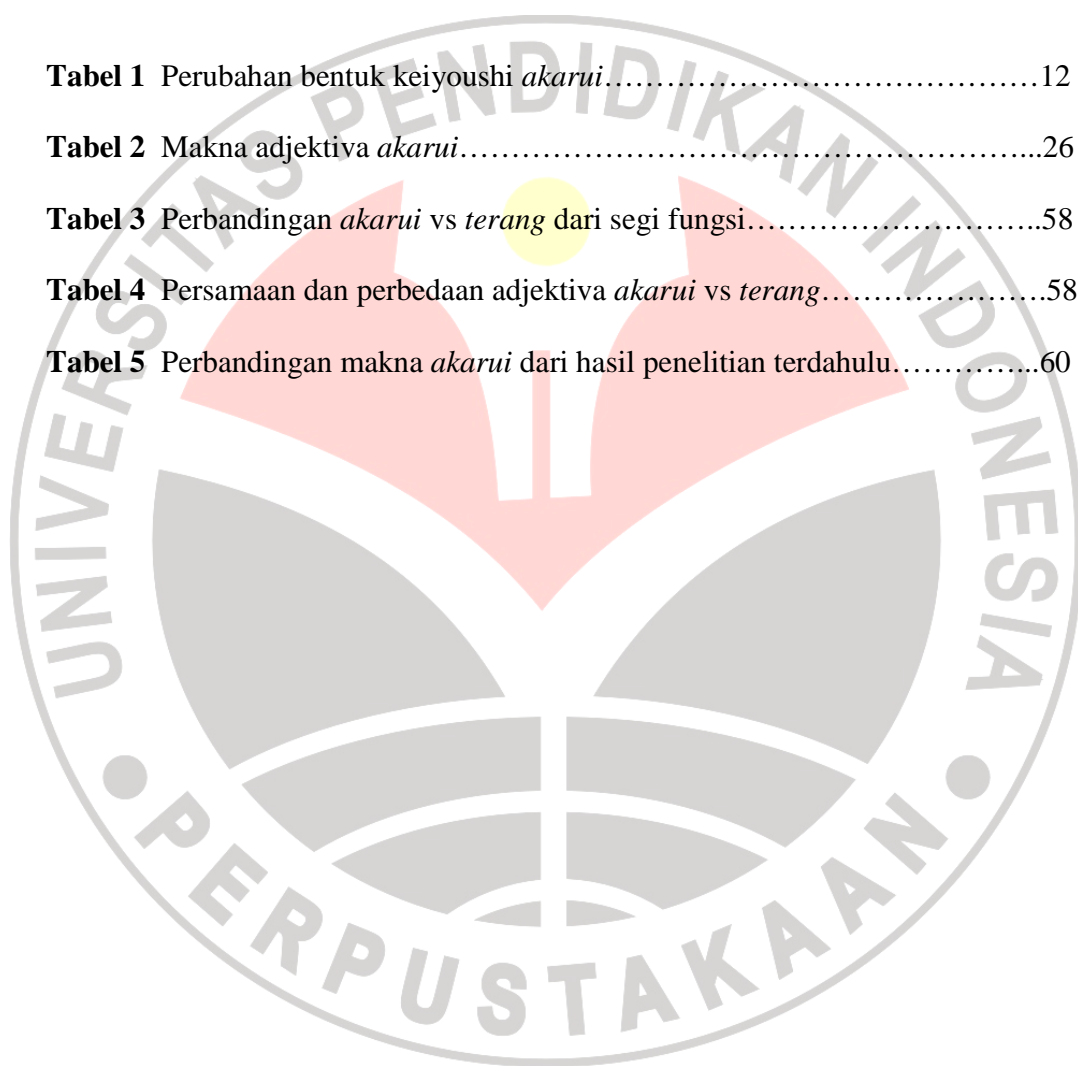 Tabel 1 Perubahan bentuk keiyoushi akarui……………………………………………12
Tabel 2 Makna adjektiva akarui………………………………………………………...26
Tabel 3 Perbandingan akarui vs terang dari segi fungsi……………………………..58
Tabel 4 Persamaan dan perbedaan adjektiva akarui vs terang………………….58
Tabel 5 Perbandingan makna akarui dari hasil penelitian terdahulu…………...60
UNIVERSITAS PENDIDIKAN INDONESIA
PERPUSTAKAAN